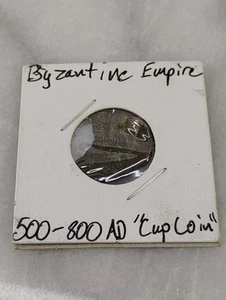 Byzantine Empire
500-800 AD "Cup Coin"